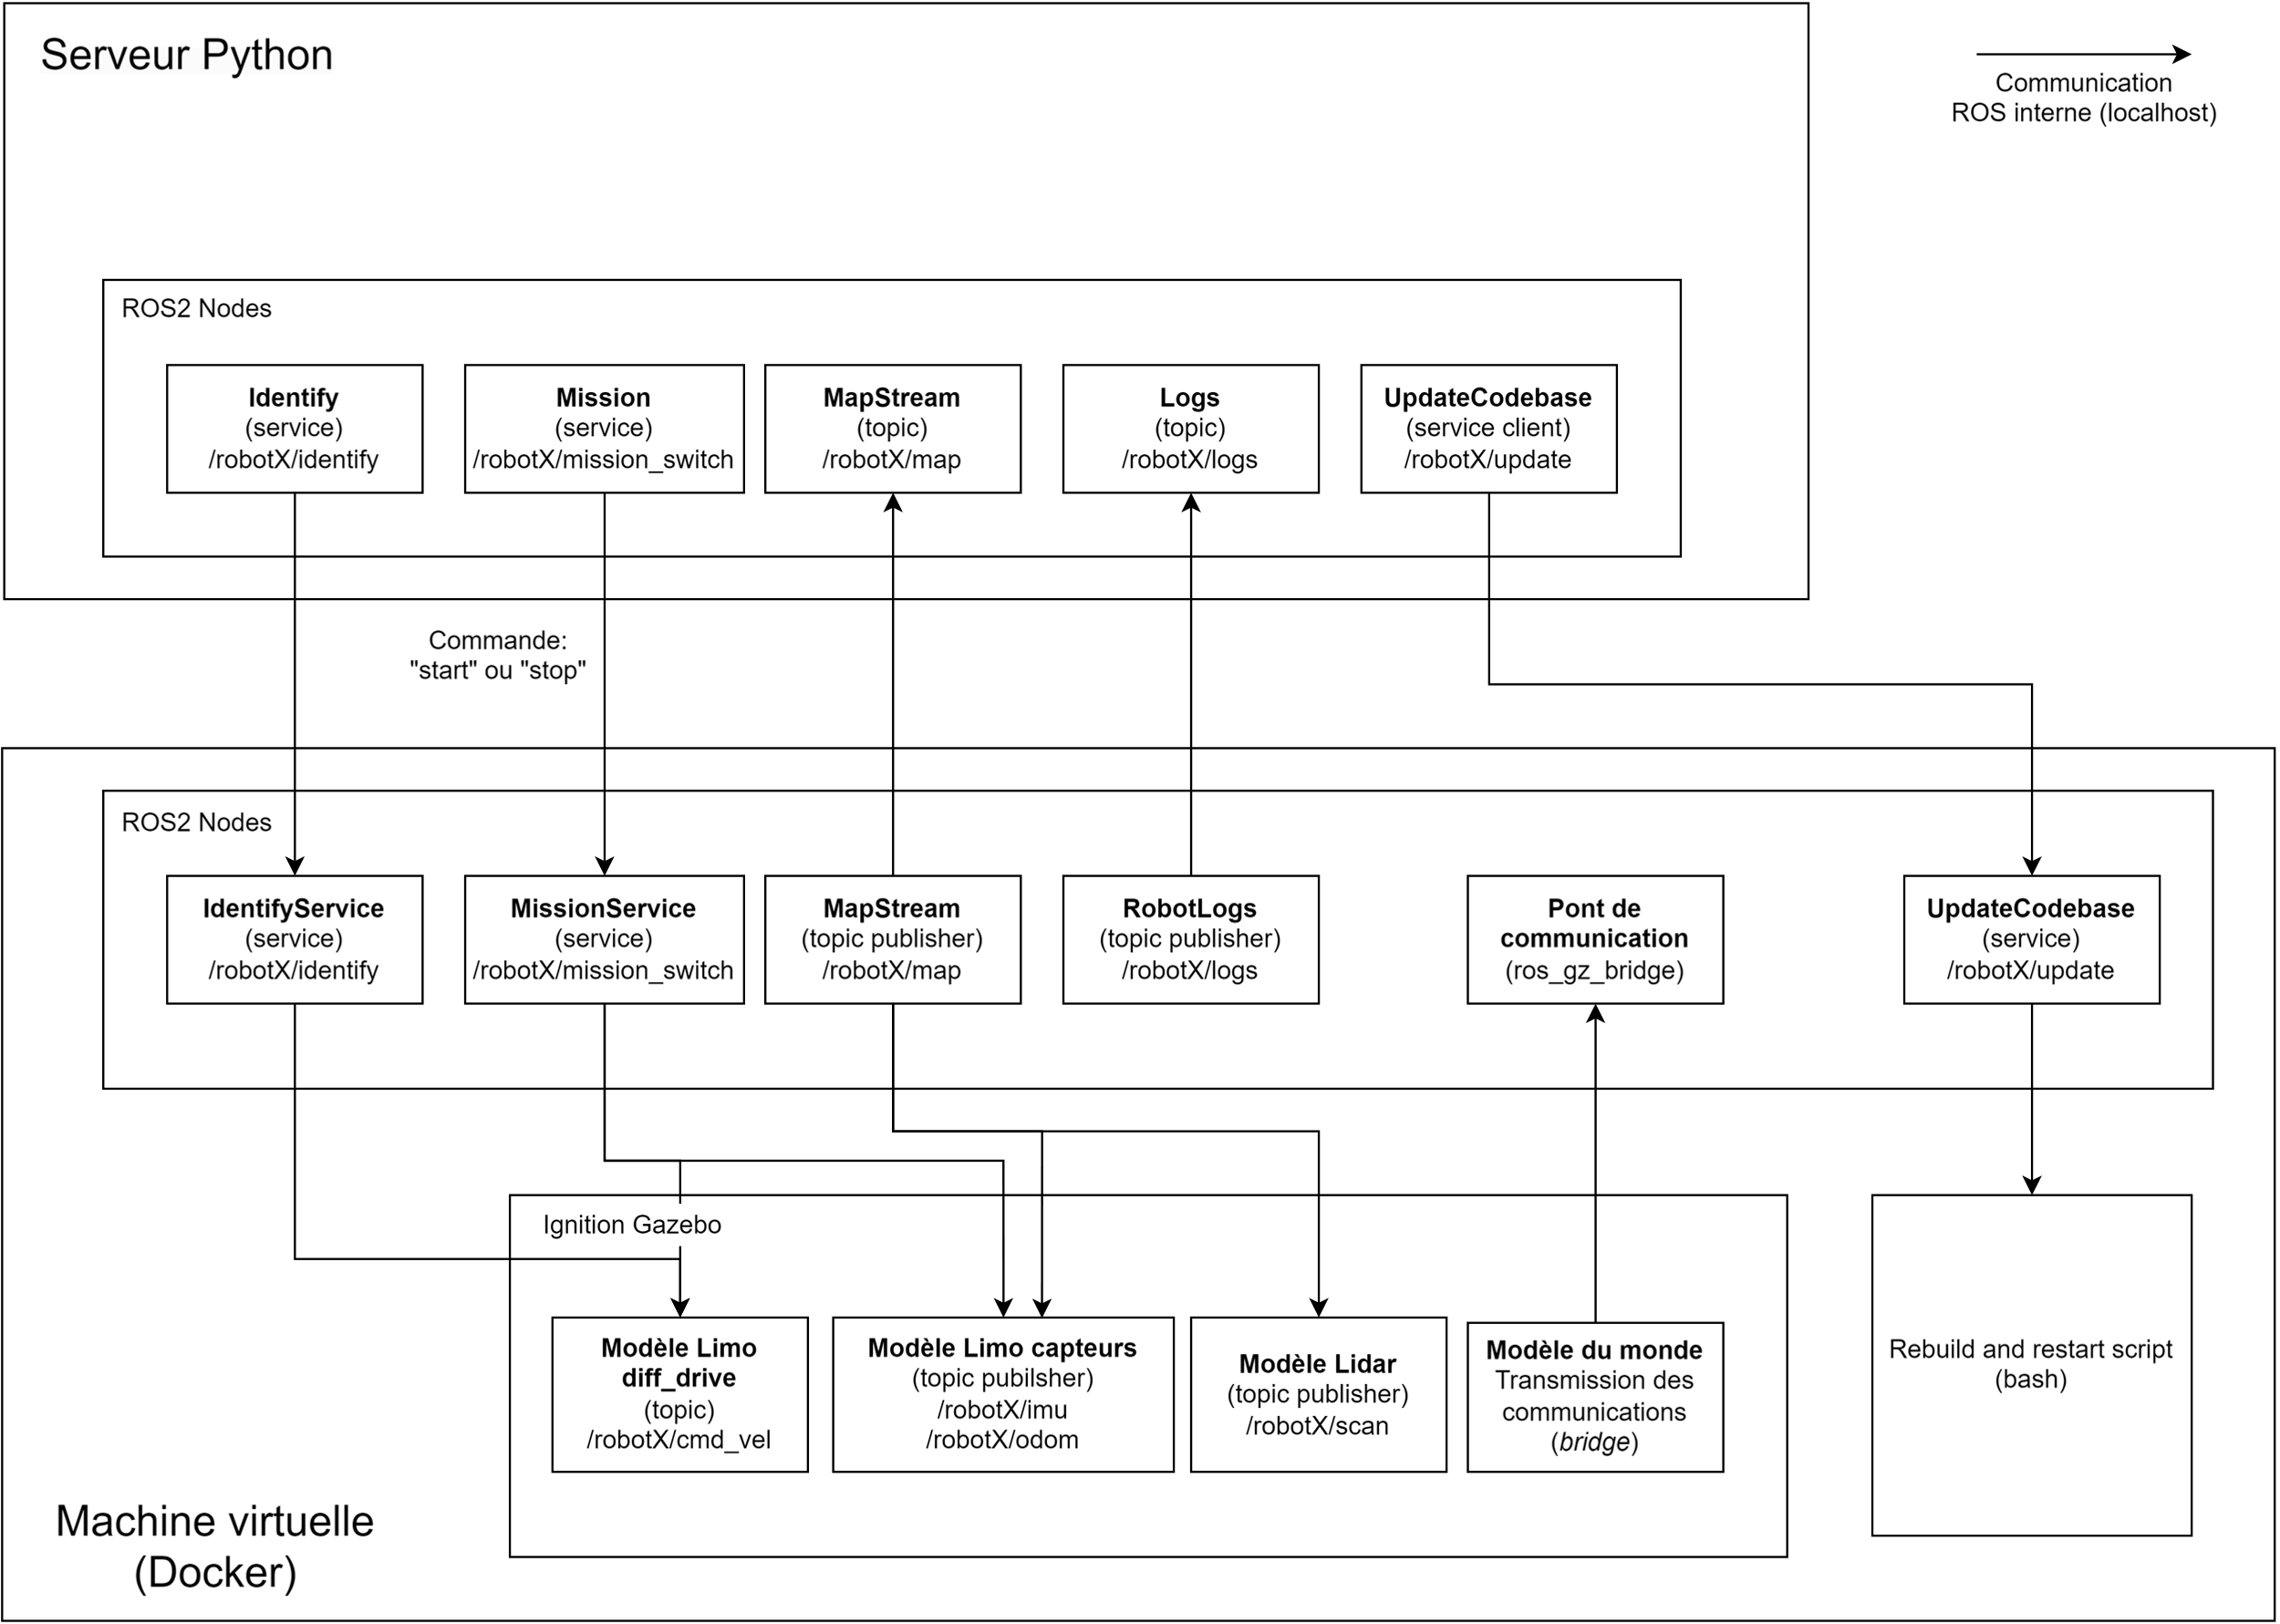 Serveur Python
Communication
ROS interne (localhost)
ROS2 Nodes
Identify
(service)
/robotX/identify
Mission
(service)
/robotX/mission_switch
MapStream
(topic)
/robotX/map
Logs
(topic)
/robotX/logs
UpdateCodebase
(service client)
/robotX/update
Commande:
"start" ou "stop"
ROS2 Nodes
IdentifyService
(service)
/robotX/identify
MissionService
(service)
/robotX/mission_switch
MapStream
(topic publisher)
/robotX/map
RobotLogs
(topic publisher)
/robotX/logs
Pont de
communication
(ros_gz_bridge)
UpdateCodebase
(service)
/robotX/update
Ignition Gazebo
Modèle Limo
diff_drive
(topic)
/robotX/cmd_vel
Modèle Limo capteurs
(topic pubilsher)
/robotX/imu
/robotX/odom
Modèle Lidar
(topic publisher)
/robotX/scan
Modèle du monde
Transmission des
communications
(bridge)
Rebuild and restart script
(bash)
Machine virtuelle
(Docker)